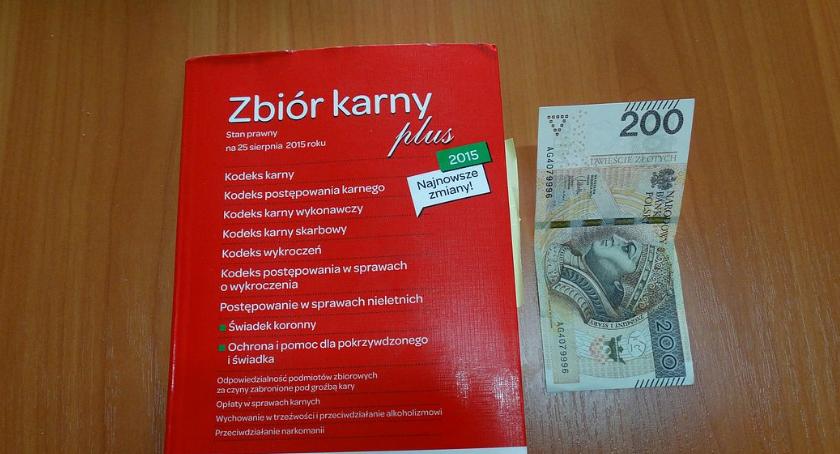 Zbiór karny
plus
Stan prawny
na 25 sierpnia 2015 roku
2015
Najnowsze
zmiany!
Kodeks karny
Kodeks postępowania karnego
Kodeks karny wykonawczy
Kodeks karny skarbowy
Kodeks wykroczeń
Kodeks postępowania w sprawach
o wykroczenia
Postępowanie w sprawach nieletnich
Świadek koronny
Ochrona i pomoc dla pokrzywdzonego
i świadka
Odpowiedzialność podmiotów zbiorowych
za czyny zabronione pod groźbą kary
Opłaty w sprawach karnych
Wychowanie w trzeźwości i przeciwdziałanie alkoholizmowi
Przeciwdziałanie narkomanii
200
DWIEŚCIE ZŁOTYCH
AG4079996
NARODOWY
BANK
POLSKI
ZYGMUNT I STARY
AG4079996
200